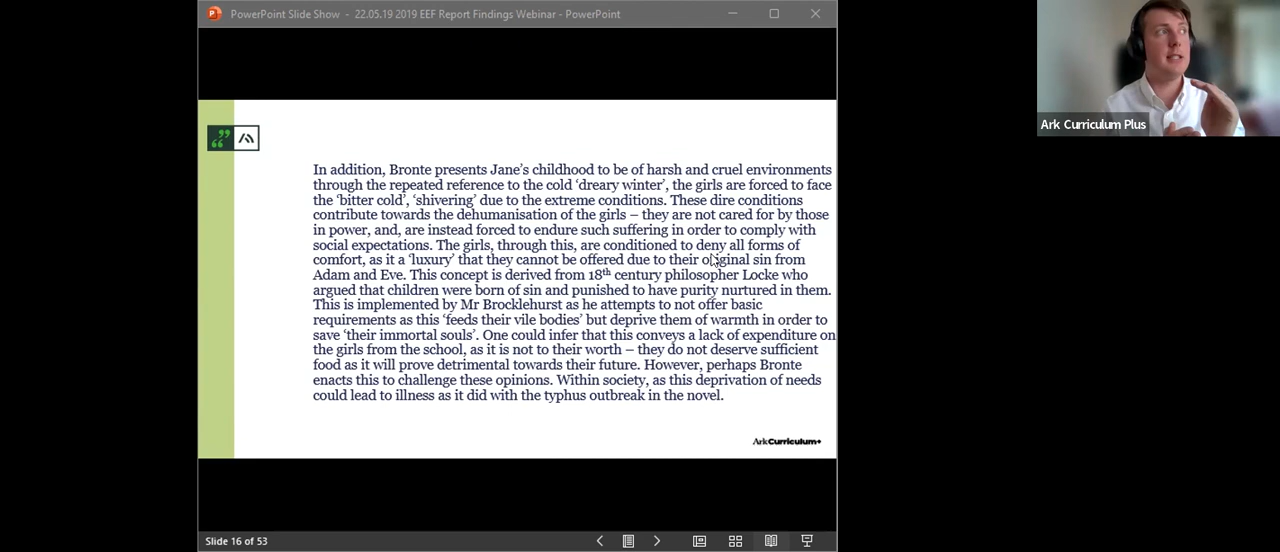 PowerPoint Slide Show - 22.05.19 2019 EEF Report Findings Webinar - PowerPoint
Ark Curriculum Plus
In addition, Bronte presents Jane's childhood to be of harsh and cruel environments
through the repeated reference to the cold 'dreary winter', the girls are forced to face
the 'bitter cold', 'shivering' due to the extreme conditions. These dire conditions
contribute towards the dehumanisation of the girls – they are not cared for by those
in power, and, are instead forced to endure such suffering in order to comply with
social expectations. The girls, through this, are conditioned to deny all forms of
comfort, as it a 'luxury' that they cannot be offered due to their original sin from
Adam and Eve. This concept is derived from 18th century philosopher Locke who
argued that children were born of sin and punished to have purity nurtured in them.
This is implemented by Mr Brocklehurst as he attempts to not offer basic
requirements as this 'feeds their vile bodies' but deprive them of warmth in order to
save 'their immortal souls'. One could infer that this conveys a lack of expenditure on
the girls from the school, as it is not to their worth – they do not deserve sufficient
food as it will prove detrimental towards their future. However, perhaps Bronte
enacts this to challenge these opinions. Within society, as this deprivation of needs
could lead to illness as it did with the typhus outbreak in the novel.
ArkCurriculum+
Slide 16 of 53